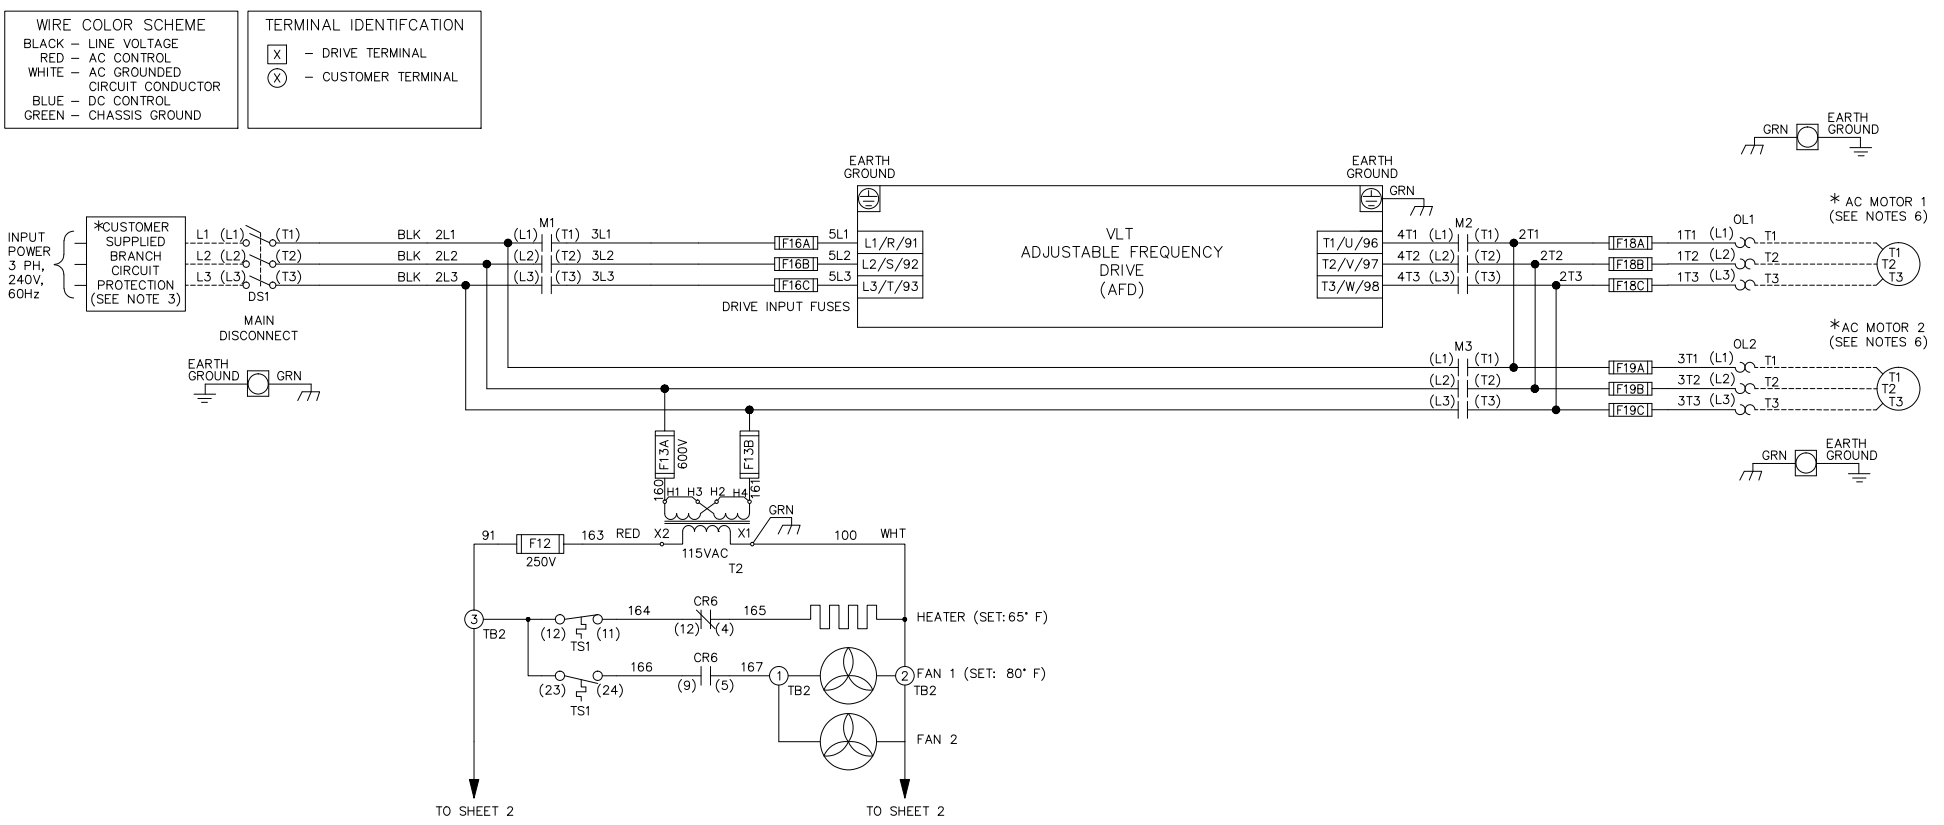 WIRE COLOR SCHEME
BLACK – LINE VOLTAGE
RED – AC CONTROL
WHITE – AC GROUNDED
CIRCUIT CONDUCTOR
BLUE – DC CONTROL
GREEN – CHASSIS GROUND
TERMINAL IDENTIFCATION
X – DRIVE TERMINAL
X – CUSTOMER TERMINAL
INPUT
POWER
3 PH,
240V,
60Hz
*CUSTOMER
SUPPLIED
BRANCH
CIRCUIT
PROTECTION
(SEE NOTE 3)
L1 (L1) (T1) BLK 2L1 (L1) M1 (T1) 3L1 F16A 5L1 L1/R/91
L2 (L2) (T2) BLK 2L2 (L2) (T2) 3L2 F16B 5L2 L2/S/92
L3 (L3) (T3) BLK 2L3 (L3) (T3) 3L3 F16C 5L3 L3/T/93
DS1
MAIN
DISCONNECT
DRIVE INPUT FUSES
EARTH
GROUND
GRN
EARTH
GROUND
VLT
ADJUSTABLE FREQUENCY
DRIVE
(AFD)
EARTH
GROUND
GRN
T1/U/96 4T1 (L1) M2 (T1) 2T1 F18A 1T1 (L1) OL1 T1
T2/V/97 4T2 (L2) (T2) 2T2 F18B 1T2 (L2) T2
T3/W/98 4T3 (L3) (T3) 2T3 F18C 1T3 (L3) T3
GRN
EARTH
GROUND
* AC MOTOR 1
(SEE NOTES 6)
T1
T2
T3
(L1) M3 (T1) F19A 3T1 (L1) OL2 T1
(L2) (T2) F19B 3T2 (L2) T2
(L3) (T3) F19C 3T3 (L3) T3
*AC MOTOR 2
(SEE NOTES 6)
T1
T2
T3
GRN
EARTH
GROUND
F13A
600V
F13B
160
161
H1 H3 H2 H4
GRN
91 F12 163 RED X2 X1 100 WHT
250V
115VAC
T2
3
TB2
(12) (11)
TS1
164
CR6
(12) (4)
165
HEATER (SET:65° F)
(23) (24)
TS1
166
CR6
(9) (5)
167
1
TB2
2
TB2
FAN 1 (SET: 80° F)
FAN 2
TO SHEET 2
TO SHEET 2